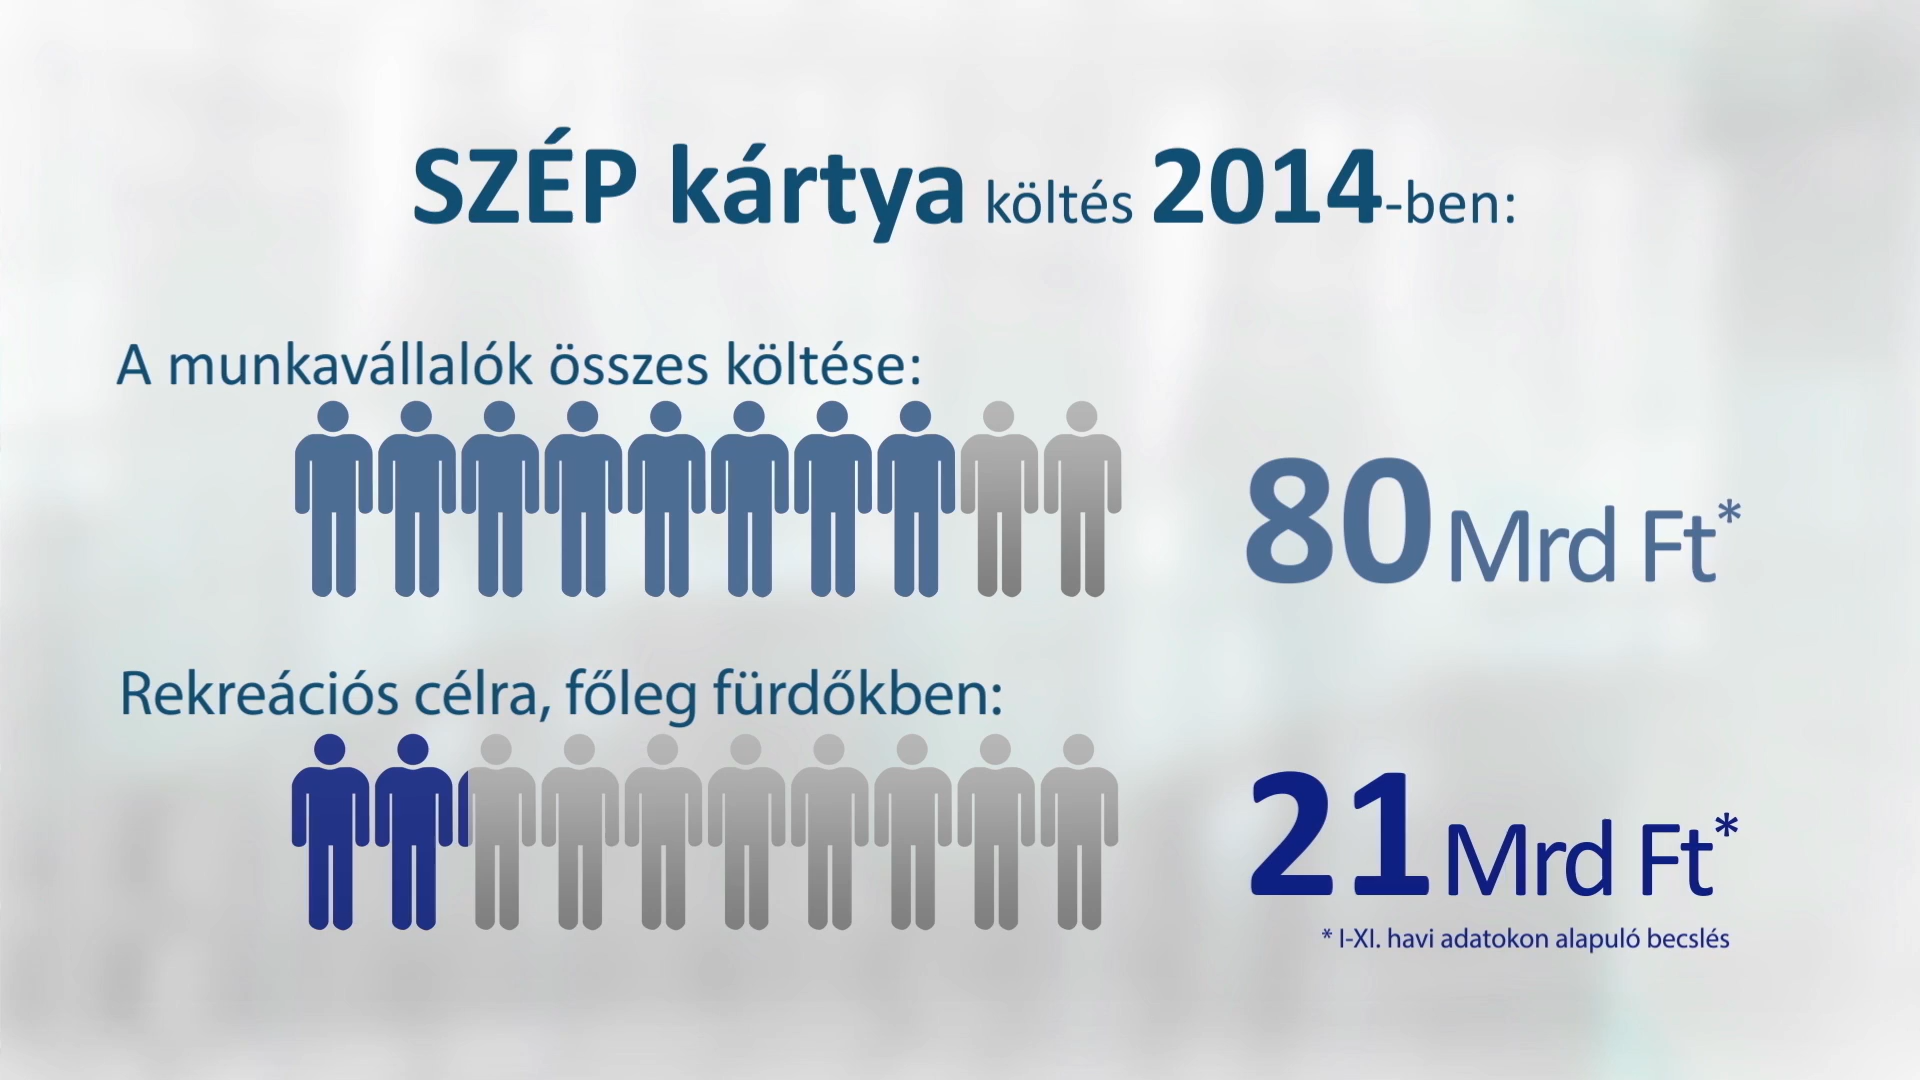 SZÉP kártya költés 2014-ben:
A munkavállalók összes költése:
80 Mrd Ft*
Rekreációs célra, főleg fürdőkben:
21 Mrd Ft*
* I-XI. havi adatokon alapuló becslés